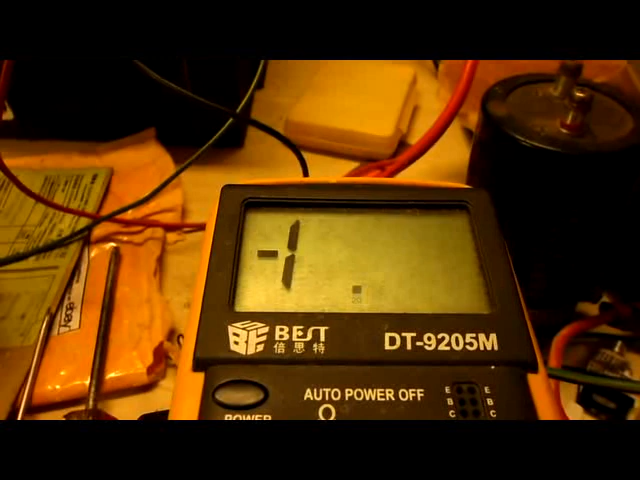 -1
20
BEST
倍思特
DT-9205M
AUTO POWER OFF
POWER
Ω
E E
B B
C C